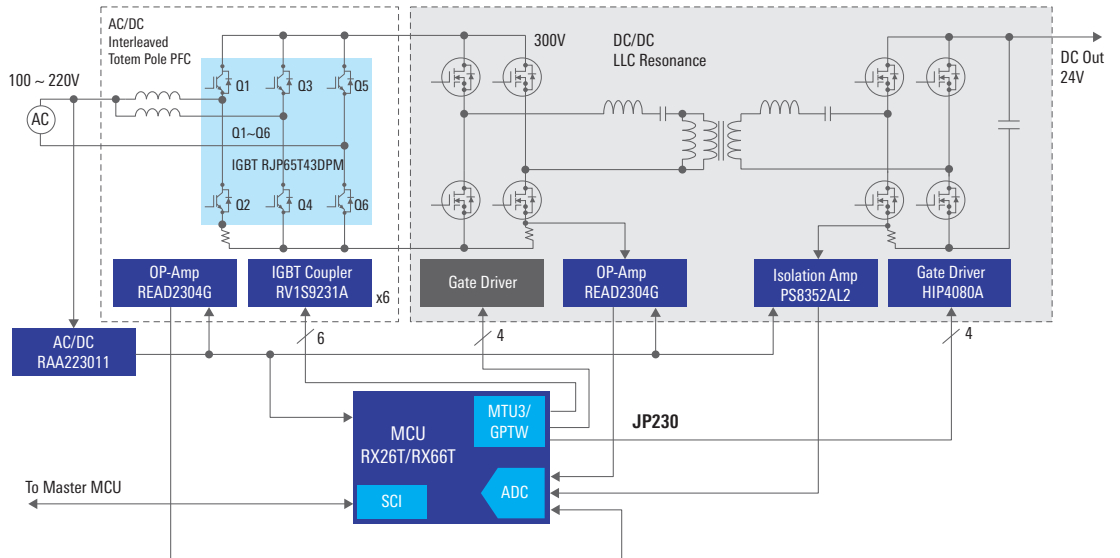 AC/DC
Interleaved
Totem Pole PFC
300V
DC/DC
LLC Resonance
DC Out
24V
100 ~ 220V
AC
Q1
Q3
Q5
Q1~Q6
IGBT RJP65T43DPM
Q2
Q4
Q6
OP-Amp
READ2304G
IGBT Coupler
RV1S9231A
x6
Gate Driver
OP-Amp
READ2304G
Isolation Amp
PS8352AL2
Gate Driver
HIP4080A
6
4
4
AC/DC
RAA223011
MCU
RX26T/RX66T
MTU3/
GPTW
JP230
ADC
SCI
To Master MCU